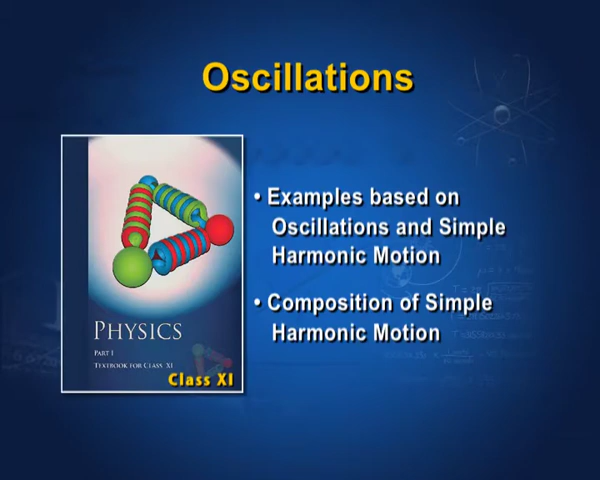 Oscillations
• Examples based on
Oscillations and Simple
Harmonic Motion
• Composition of Simple
Harmonic Motion
PHYSICS
PART I
TEXTBOOK FOR CLASS XI
Class XI